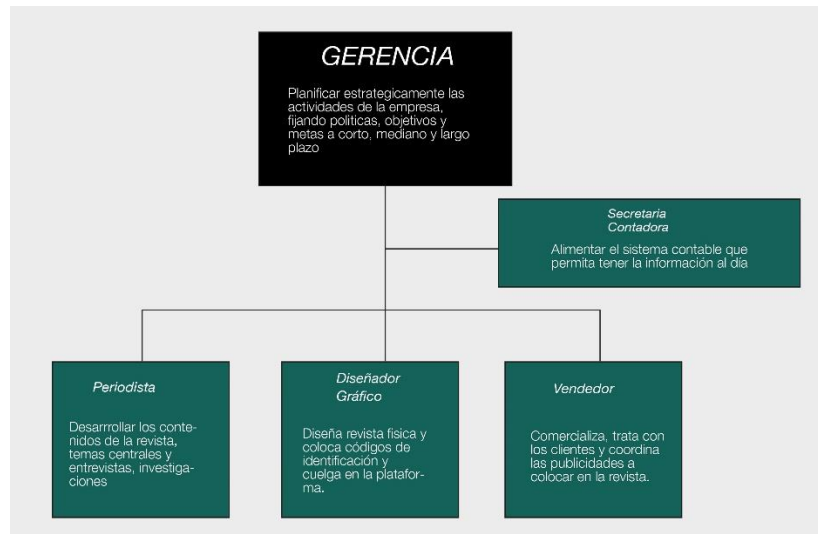 GERENCIA
Planificar estrategicamente las
actividades de la empresa,
fijando politicas, objetivos y
metas a corto, mediano y largo
plazo
Secretaria
Contadora
Alimentar el sistema contable que
permita tener la información al día
Periodista
Desarrrollar los conte-
nidos de la revista,
temas centrales y
entrevistas, investiga-
ciones
Diseñador
Gráfico
Diseña revista fisica y
coloca códigos de
identificación y
cuelga en la platafor-
ma.
Vendedor
Comercializa, trata con
los clientes y coordina
las publicidades a
colocar en la revista.